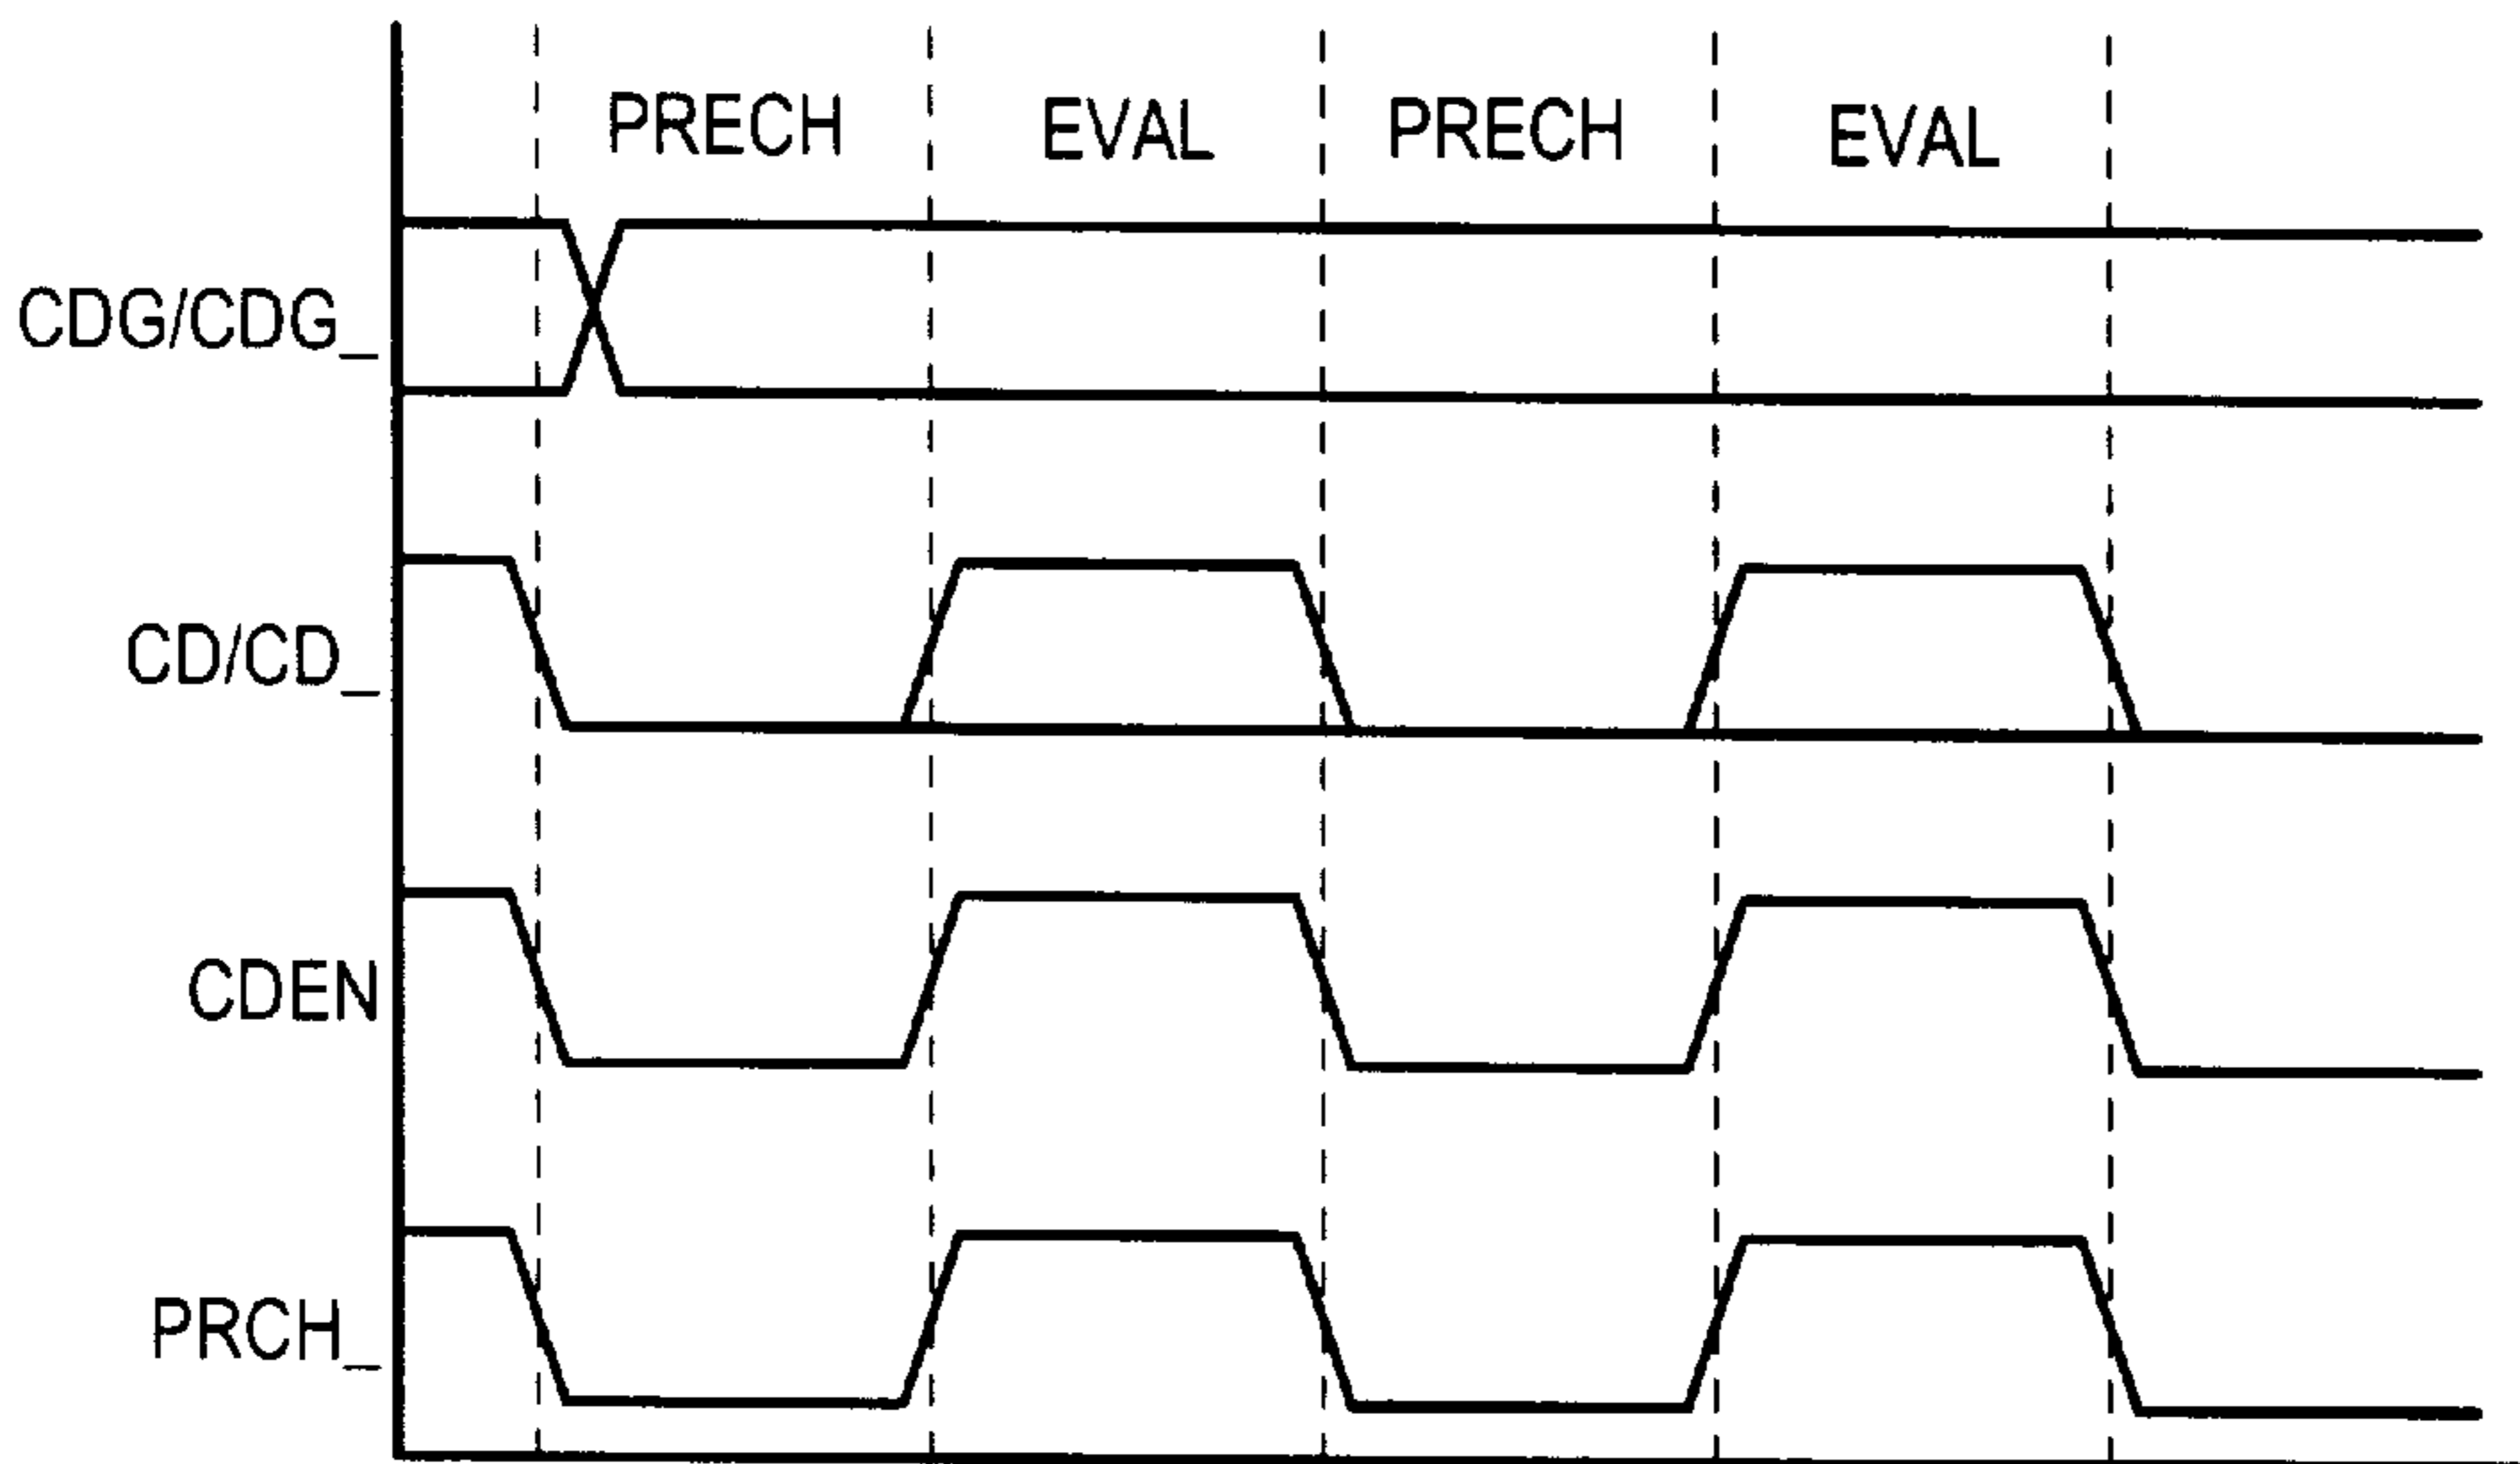 PRECH EVAL PRECH EVAL
CDG/CDG_
CD/CD_
CDEN
PRCH_